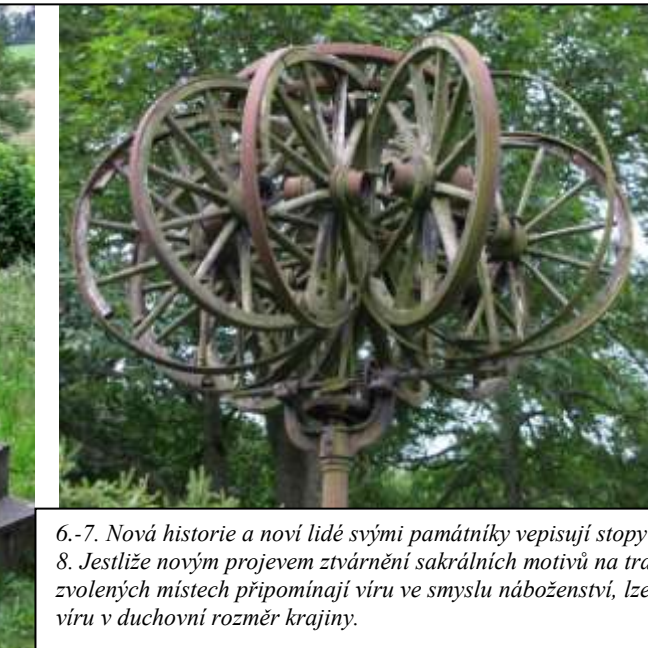 6.-7. Nová historie a noví lidé svými památníky vepisují stopy
8. Jestliže novým projevem ztvárnění sakrálních motivů na
zvolených místech připomínají víru ve smyslu náboženství, lze
víru v duchovní rozměr krajiny.